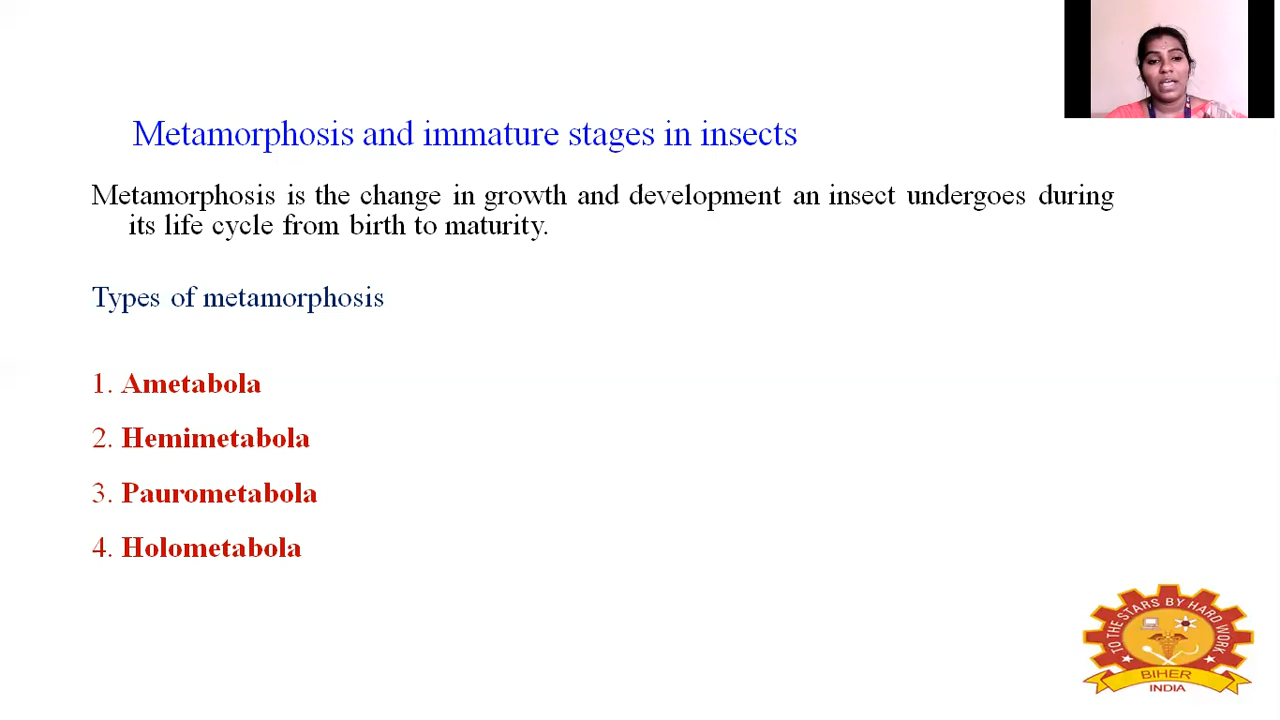 Metamorphosis and immature stages in insects
Metamorphosis is the change in growth and development an insect undergoes during
its life cycle from birth to maturity.
Types of metamorphosis
1. Ametabola
2. Hemimetabola
3. Paurometabola
4. Holometabola
TO THE STARS BY HARD WORK
BIHER
INDIA